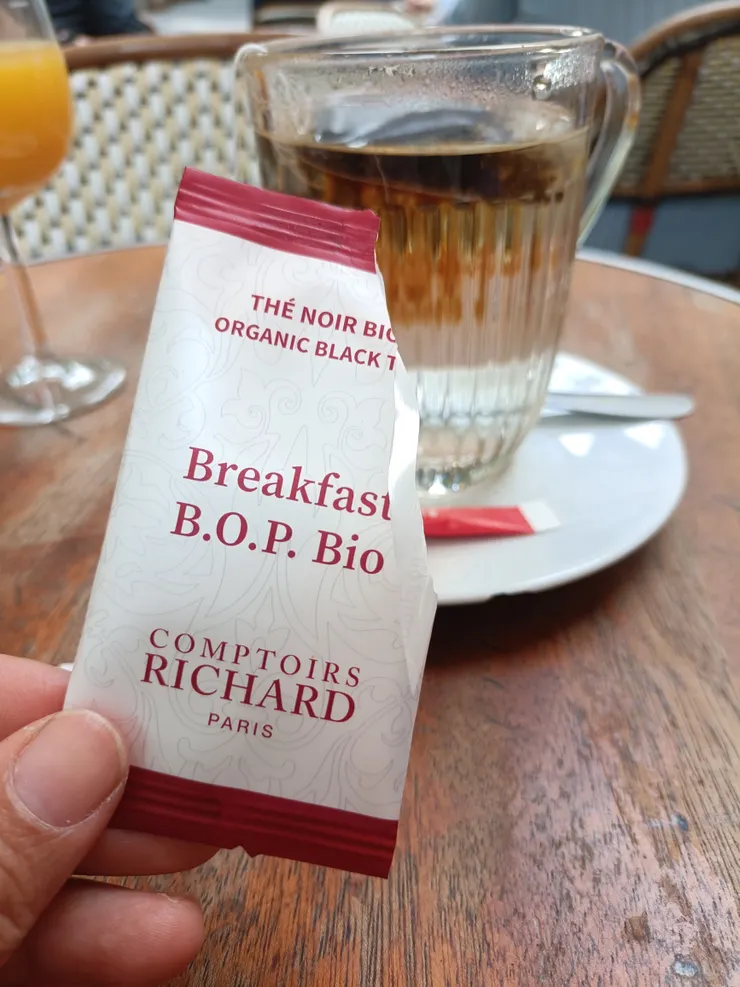 THÉ NOIR BIO
ORGANIC BLACK T
Breakfast
B.O.P. Bio
COMPTOIRS
RICHARD
PARIS